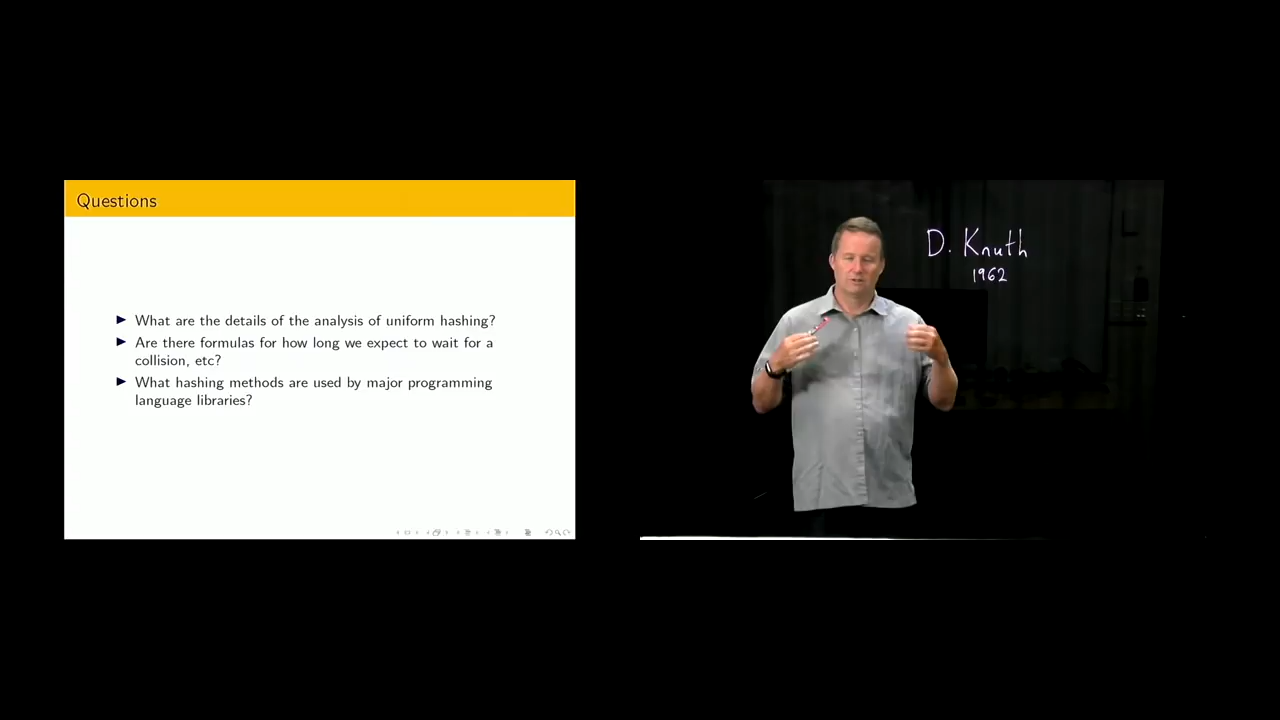 Questions
What are the details of the analysis of uniform hashing?
Are there formulas for how long we expect to wait for a
collision, etc?
What hashing methods are used by major programming
language libraries?
D. Knuth
1962